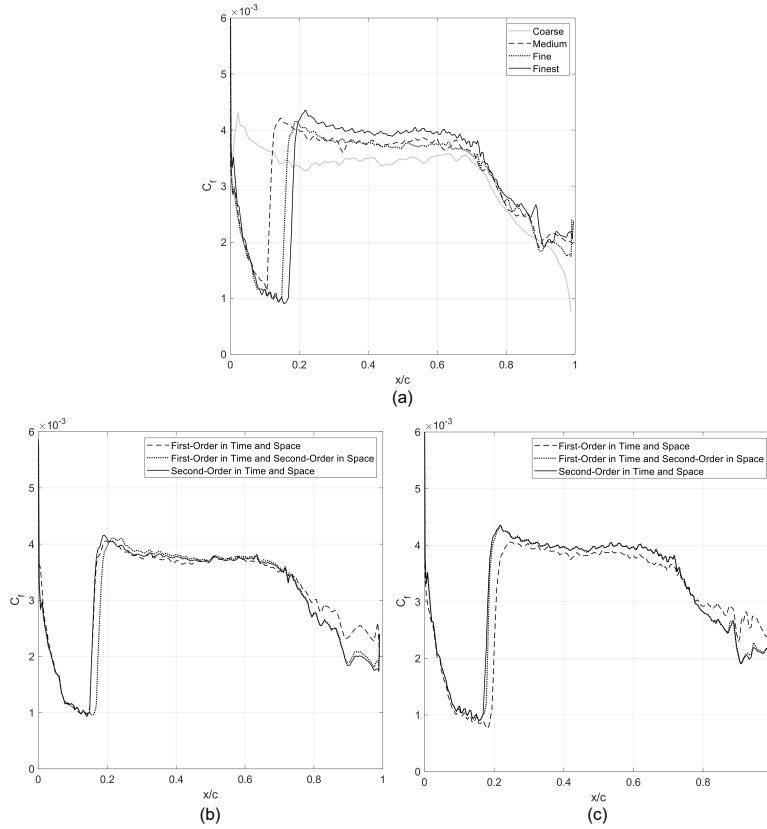 ×10⁻³
6
5
4
3
2
1
0
C_f
0
0.2
0.4
0.6
0.8
1
x/c
Coarse
Medium
Fine
Finest
(a)
×10⁻³
6
5
4
3
2
1
0
C_f
0
0.2
0.4
0.6
0.8
1
x/c
First-Order in Time and Space
First-Order in Time and Second-Order in Space
Second-Order in Time and Space
(b)
×10⁻³
6
5
4
3
2
1
0
C_f
0
0.2
0.4
0.6
0.8
x/c
First-Order in Time and Space
First-Order in Time and Second-Order in Space
Second-Order in Time and Space
(c)